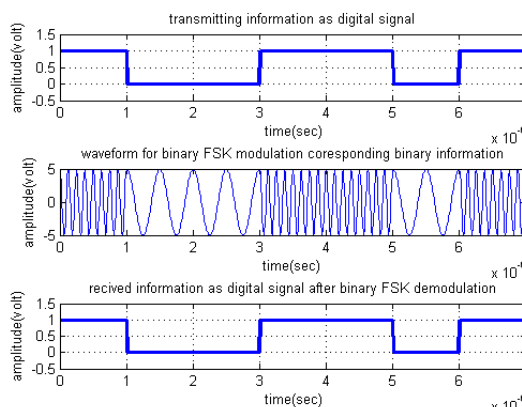 transmitting information as digital signal
amplitude(volt)
1.5
1
0.5
0
-0.5
0 1 2 3 4 5 6
time(sec)
x 10
waveform for binary FSK modulation coresponding binary information
amplitude(volt)
5
0
-5
0 1 2 3 4 5 6
time(sec)
x 10
recived information as digital signal after binary FSK demodulation
amplitude(volt)
1.5
1
0.5
0
-0.5
0 1 2 3 4 5 6
time(sec)
x 10